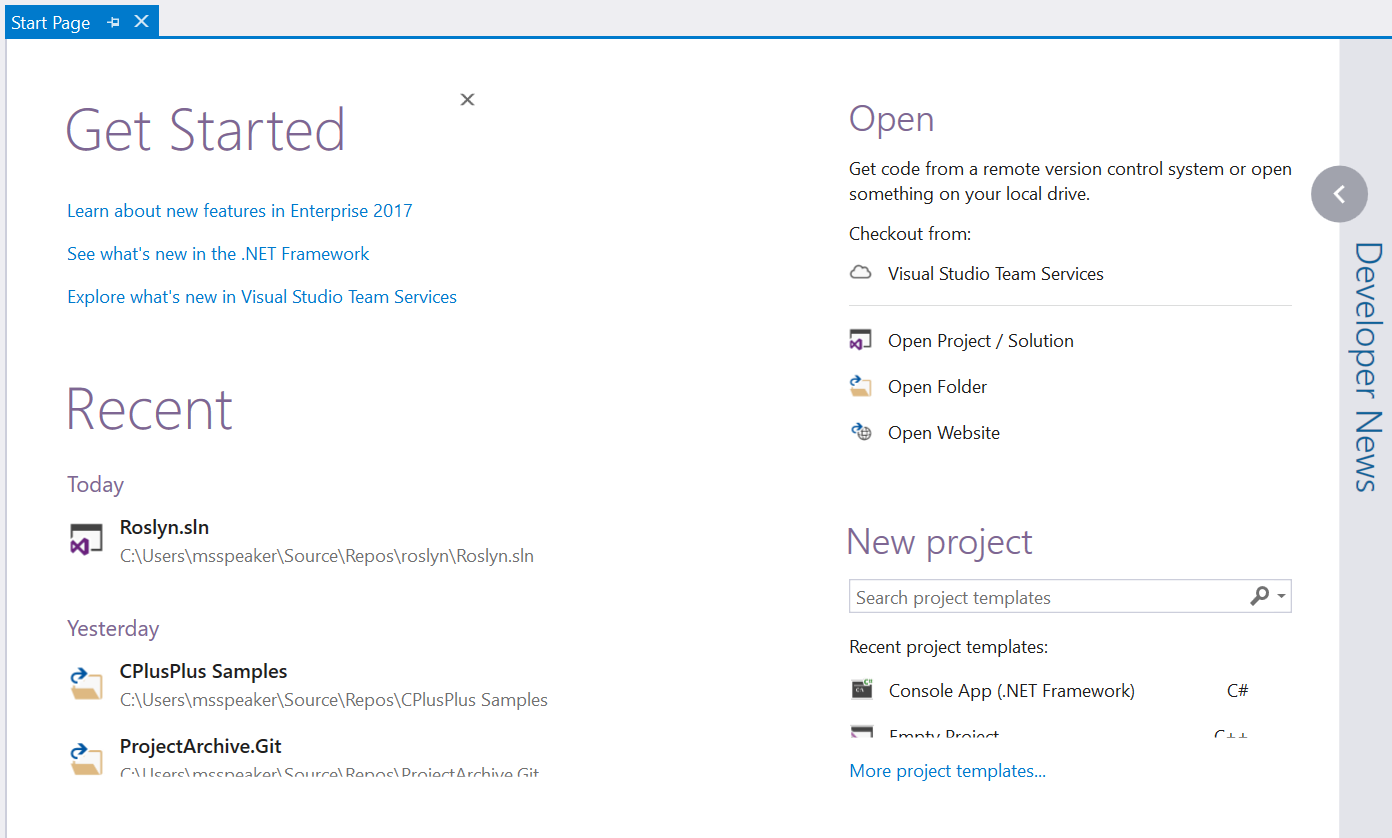 Start Page
Get Started
Learn about new features in Enterprise 2017
See what's new in the .NET Framework
Explore what's new in Visual Studio Team Services
Recent
Today
Roslyn.sln
C:\Users\msspeaker\Source\Repos\roslyn\Roslyn.sln
Yesterday
CPlusPlus Samples
C:\Users\msspeaker\Source\Repos\CPlusPlus Samples
ProjectArchive.Git
C:\Users\msspeaker\Source\Repos\ProjectArchive.Git
Open
Get code from a remote version control system or open
something on your local drive.
Checkout from:
Visual Studio Team Services
Open Project / Solution
Open Folder
Open Website
New project
Search project templates
Recent project templates:
Console App (.NET Framework) C#
Empty Project C++
More project templates...
Developer News